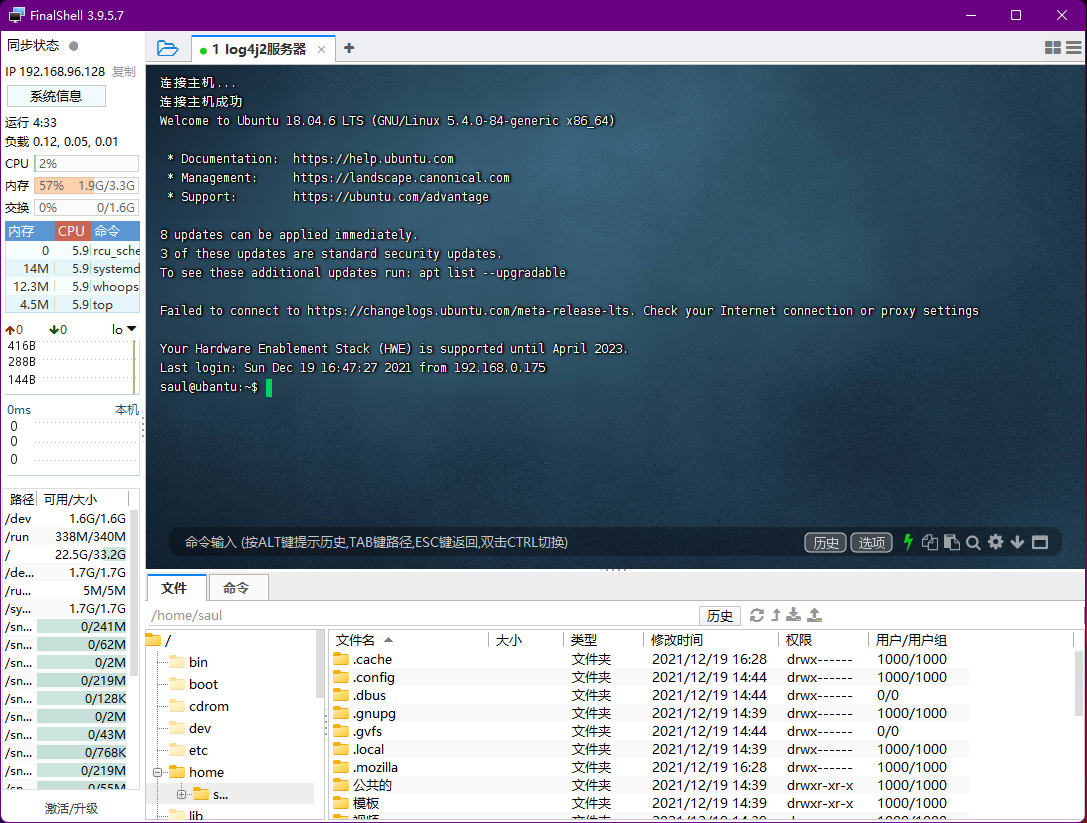 FinalShell 3.9.5.7
同步状态
IP 192.168.96.128 复制
系统信息
运行 4:33
负载 0.12, 0.05, 0.01
CPU 2%
内存 57% 1.9G/3.3G
交换 0% 0/1.6G
内存 CPU 命令
0 5.9 rcu_sche
14M 5.9 systemd
12.3M 5.9 whoops
4.5M 5.9 top
0 0 lo
416B
288B
144B
0ms 本机
0
0
0
路径 可用/大小
/dev 1.6G/1.6G
/run 338M/340M
/ 22.5G/33.2G
/de... 1.7G/1.7G
/ru... 5M/5M
/sy... 1.7G/1.7G
/sn... 0/241M
/sn... 0/62M
/sn... 0/2M
/sn... 0/219M
/sn... 0/128K
/sn... 0/2M
/sn... 0/43M
/sn... 0/768K
/sn... 0/219M
/sn... 0/55M
激活/升级
1 log4j2服务器
连接主机...
连接主机成功
Welcome to Ubuntu 18.04.6 LTS (GNU/Linux 5.4.0-84-generic x86_64)
* Documentation: https://help.ubuntu.com
* Management: https://landscape.canonical.com
* Support: https://ubuntu.com/advantage
8 updates can be applied immediately.
3 of these updates are standard security updates.
To see these additional updates run: apt list --upgradable
Failed to connect to https://changelogs.ubuntu.com/meta-release-lts. Check your Internet connection or proxy settings
Your Hardware Enablement Stack (HWE) is supported until April 2023.
Last login: Sun Dec 19 16:47:27 2021 from 192.168.0.175
saul@ubantu:~$
命令输入 (按ALT键提示历史,TAB键路径,ESC键返回,双击CTRL切换)
历史 选项
文件 命令
/home/saul
历史
/
bin
boot
cdrom
dev
etc
home
s...
lib
文件名 大小 类型 修改时间 权限 用户/用户组
.cache 文件夹 2021/12/19 16:28 drwx------ 1000/1000
.config 文件夹 2021/12/19 14:44 drwx------ 1000/1000
.dbus 文件夹 2021/12/19 14:44 drwx------ 0/0
.gnupg 文件夹 2021/12/19 14:39 drwx------ 1000/1000
.gvfs 文件夹 2021/12/19 14:44 drwx------ 0/0
.local 文件夹 2021/12/19 14:39 drwx------ 1000/1000
.mozilla 文件夹 2021/12/19 16:28 drwx------ 1000/1000
公共的 文件夹 2021/12/19 14:39 drwxr-xr-x 1000/1000
模板 文件夹 2021/12/19 14:39 drwxr-xr-x 1000/1000